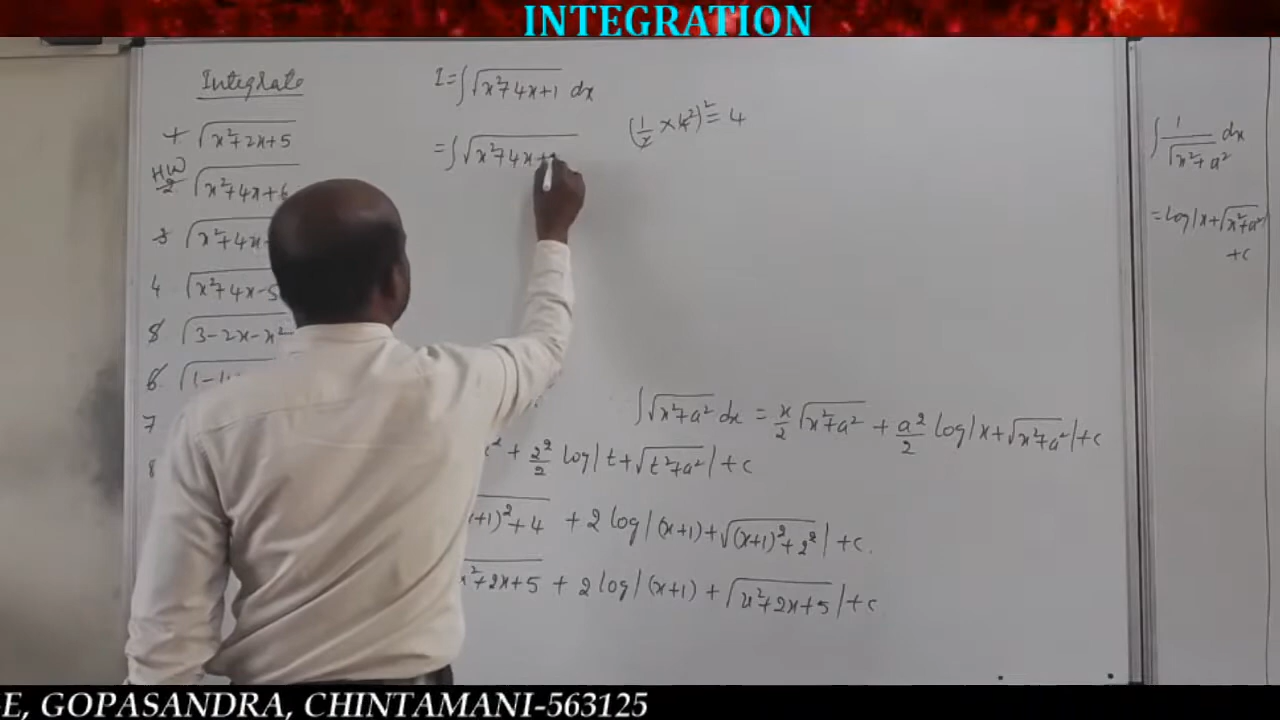 INTEGRATION
Integrate
1 √x²+2x+5
HW
2 √x²+4x+6
3 √x²+4x
4 √x²+4x-5
5 √3-2x-x²
6 √1-
7
8
I=∫√x²+4x+1 dx
=∫√x²+4x+
(1/2 × 4²)² = 4
∫ 1/√x²+a² dx
=log|x+√x²+a²|
+c
∫√x²+a² dx = x/2 √x²+a² + a²/2 log|x+√x²+a²|+c
+ 2²/2 log|t+√t²+a²|+c
+1)²+4 + 2 log|(x+1)+√(x+1)²+2²|+c.
x²+2x+5 + 2 log|(x+1)+√x²+2x+5|+c
E, GOPASANDRA, CHINTAMANI-563125